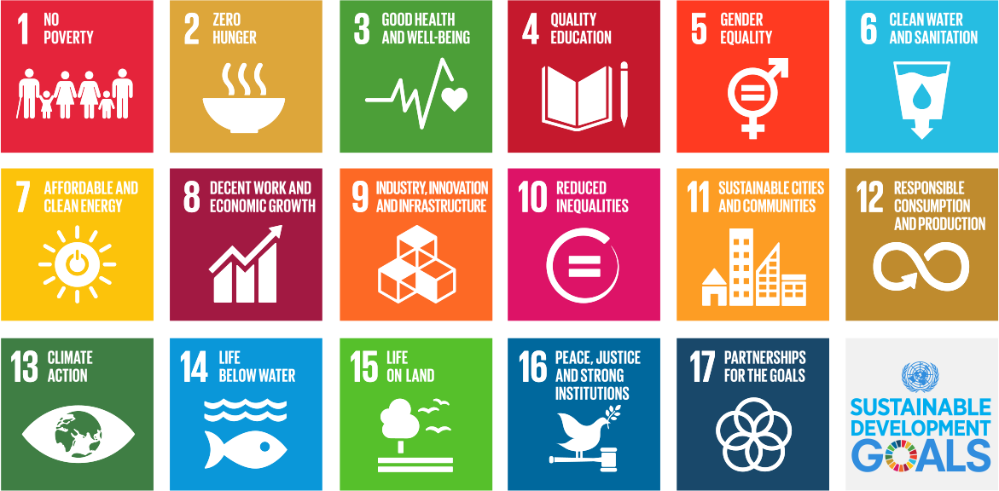 1 NO
POVERTY
2 ZERO
HUNGER
3 GOOD HEALTH
AND WELL-BEING
4 QUALITY
EDUCATION
5 GENDER
EQUALITY
6 CLEAN WATER
AND SANITATION
7 AFFORDABLE AND
CLEAN ENERGY
8 DECENT WORK AND
ECONOMIC GROWTH
9 INDUSTRY, INNOVATION
AND INFRASTRUCTURE
10 REDUCED
INEQUALITIES
11 SUSTAINABLE CITIES
AND COMMUNITIES
12 RESPONSIBLE
CONSUMPTION
AND PRODUCTION
13 CLIMATE
ACTION
14 LIFE
BELOW WATER
15 LIFE
ON LAND
16 PEACE, JUSTICE
AND STRONG
INSTITUTIONS
17 PARTNERSHIPS
FOR THE GOALS
SUSTAINABLE
DEVELOPMENT
GOALS